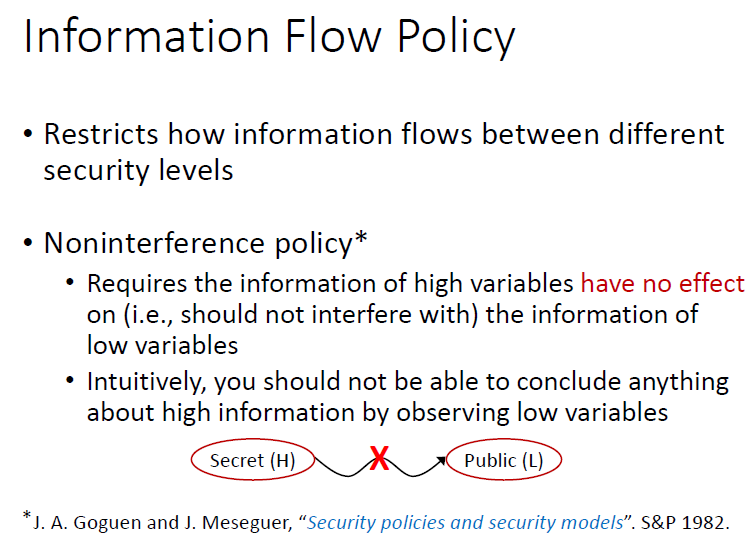 Information Flow Policy
• Restricts how information flows between different
security levels
• Noninterference policy*
• Requires the information of high variables have no effect
on (i.e., should not interfere with) the information of
low variables
• Intuitively, you should not be able to conclude anything
about high information by observing low variables
Secret (H) X Public (L)
*J. A. Goguen and J. Meseguer, “Security policies and security models”. S&P 1982.